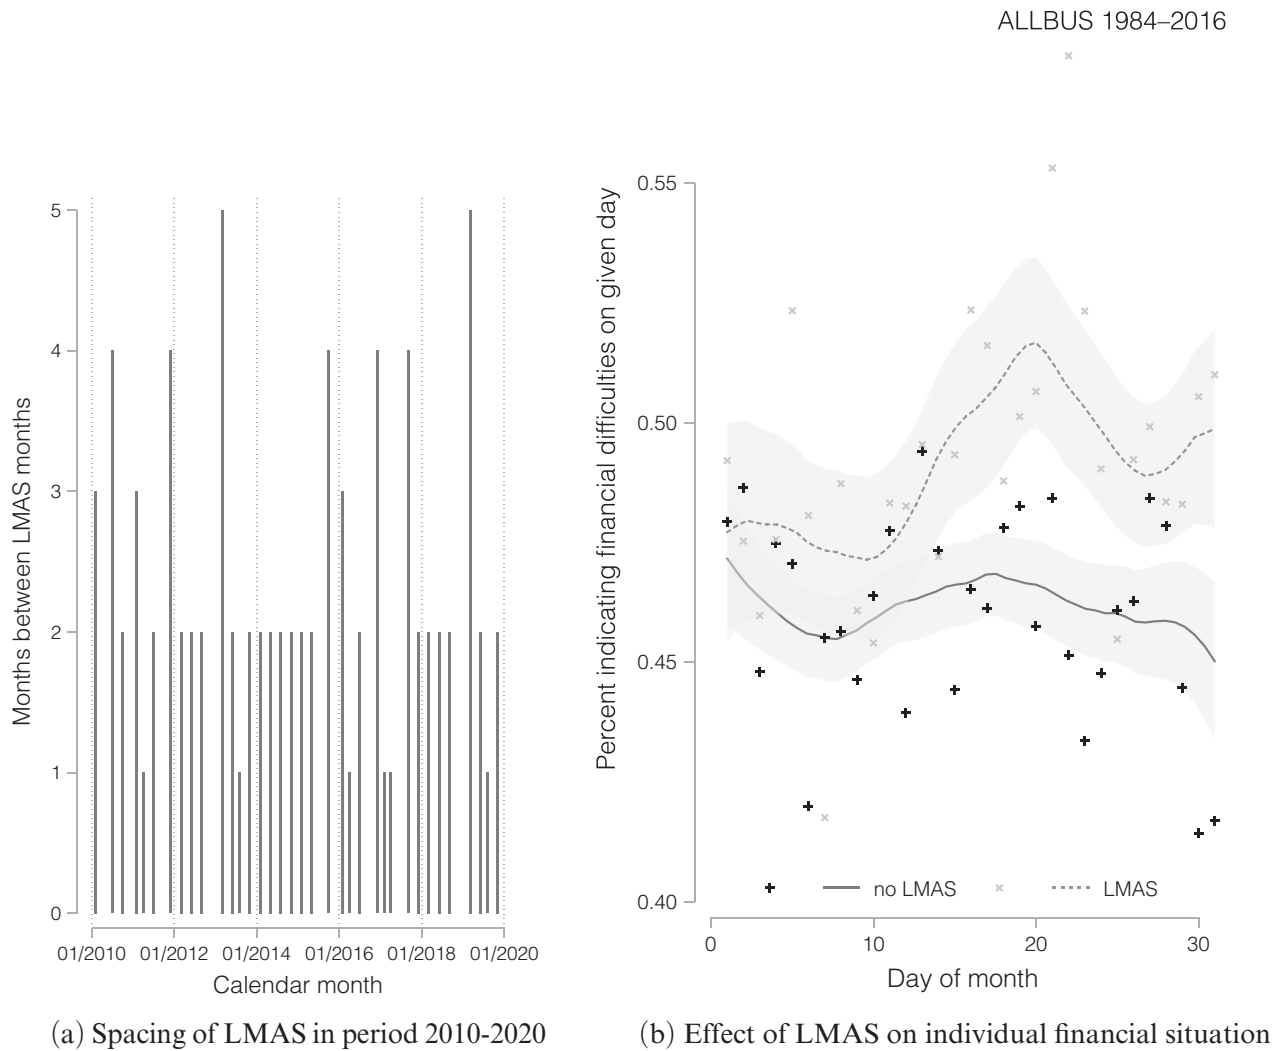 ALLBUS 1984–2016
Months between LMAS months
5
4
3
2
1
0
01/2010 01/2012 01/2014 01/2016 01/2018 01/2020
Calendar month
(a) Spacing of LMAS in period 2010-2020
Percent indicating financial difficulties on given day
0.55
0.50
0.45
0.40
no LMAS LMAS
0 10 20 30
Day of month
(b) Effect of LMAS on individual financial situation